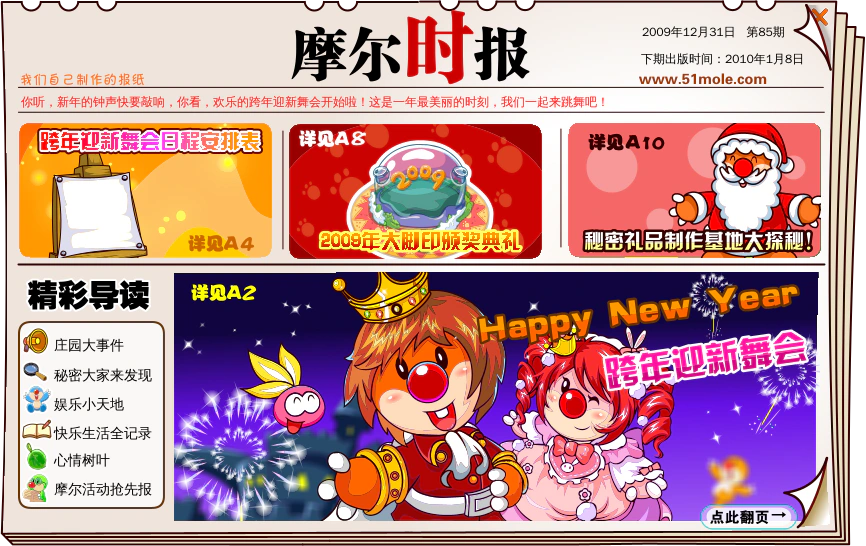 摩尔时报
2009年12月31日 第85期
下期出版时间：2010年1月8日
www.51mole.com
我们自己制作的报纸
你听，新年的钟声快要敲响，你看，欢乐的跨年迎新舞会开始啦！这是一年最美丽的时刻，我们一起来跳舞吧！
跨年迎新舞会日程安排表
详见A4
详见A8
2009
2009年大脚印颁奖典礼
详见A10
秘密礼品制作基地大探秘！
精彩导读
庄园大事件
秘密大家来发现
娱乐小天地
快乐生活全记录
心情树叶
摩尔活动抢先报
详见A2
Happy New Year
跨年迎新舞会
点此翻页→